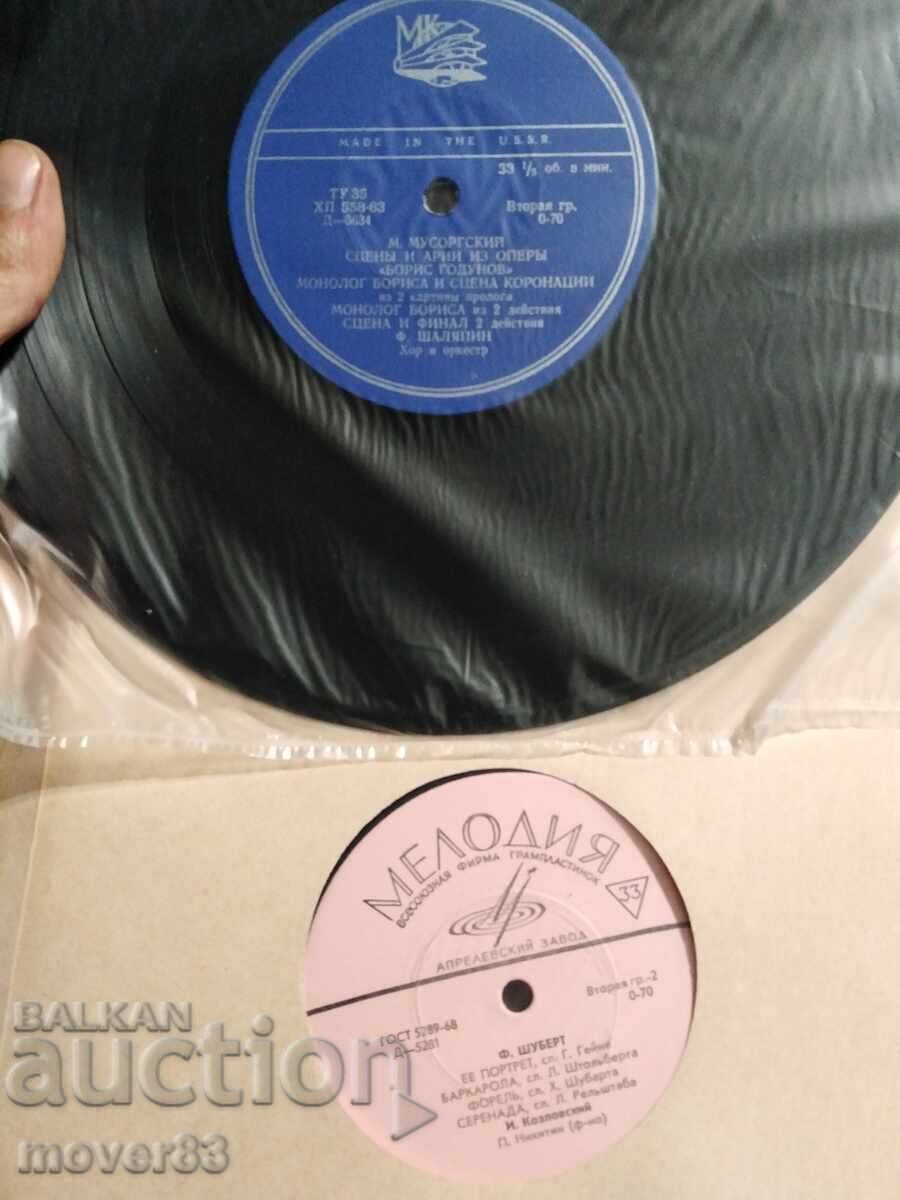 МК
MADE IN THE U.S.S.R.
33 1/3 об. в мин.
ТУ 35
ХП 558-63
Д—5634
Вторая гр.
0-70
М. МУСОРГСКИЙ
СЦЕНЫ И АРИИ ИЗ ОПЕРЫ
«БОРИС ГОДУНОВ»
МОНОЛОГ БОРИСА И СЦЕНА КОРОНАЦИИ
из 2 картины пролога
МОНОЛОГ БОРИСА из 2 действия
СЦЕНА И ФИНАЛ 2 действия
Ф. ШАЛЯПИН
Хор и оркестр
МЕЛОДИЯ
ВСЕСОЮЗНАЯ ФИРМА ГРАМПЛАСТИНОК
33
АПРЕЛЕВСКИЙ ЗАВОД
ГОСТ 5289-68
Д—5281
Вторая гр.-2
0-70
Ф. ШУБЕРТ
ЕЕ ПОРТРЕТ, сл. Г. Гейне
БАРКАРОЛА, сл. Л. Штольберга
ФОРЕЛЬ, сл. Х. Шуберта
СЕРЕНАДА, сл. Л. Рельштаба
И. Козловский
П. Никитин (ф-но)
BALKAN
auction
mover83